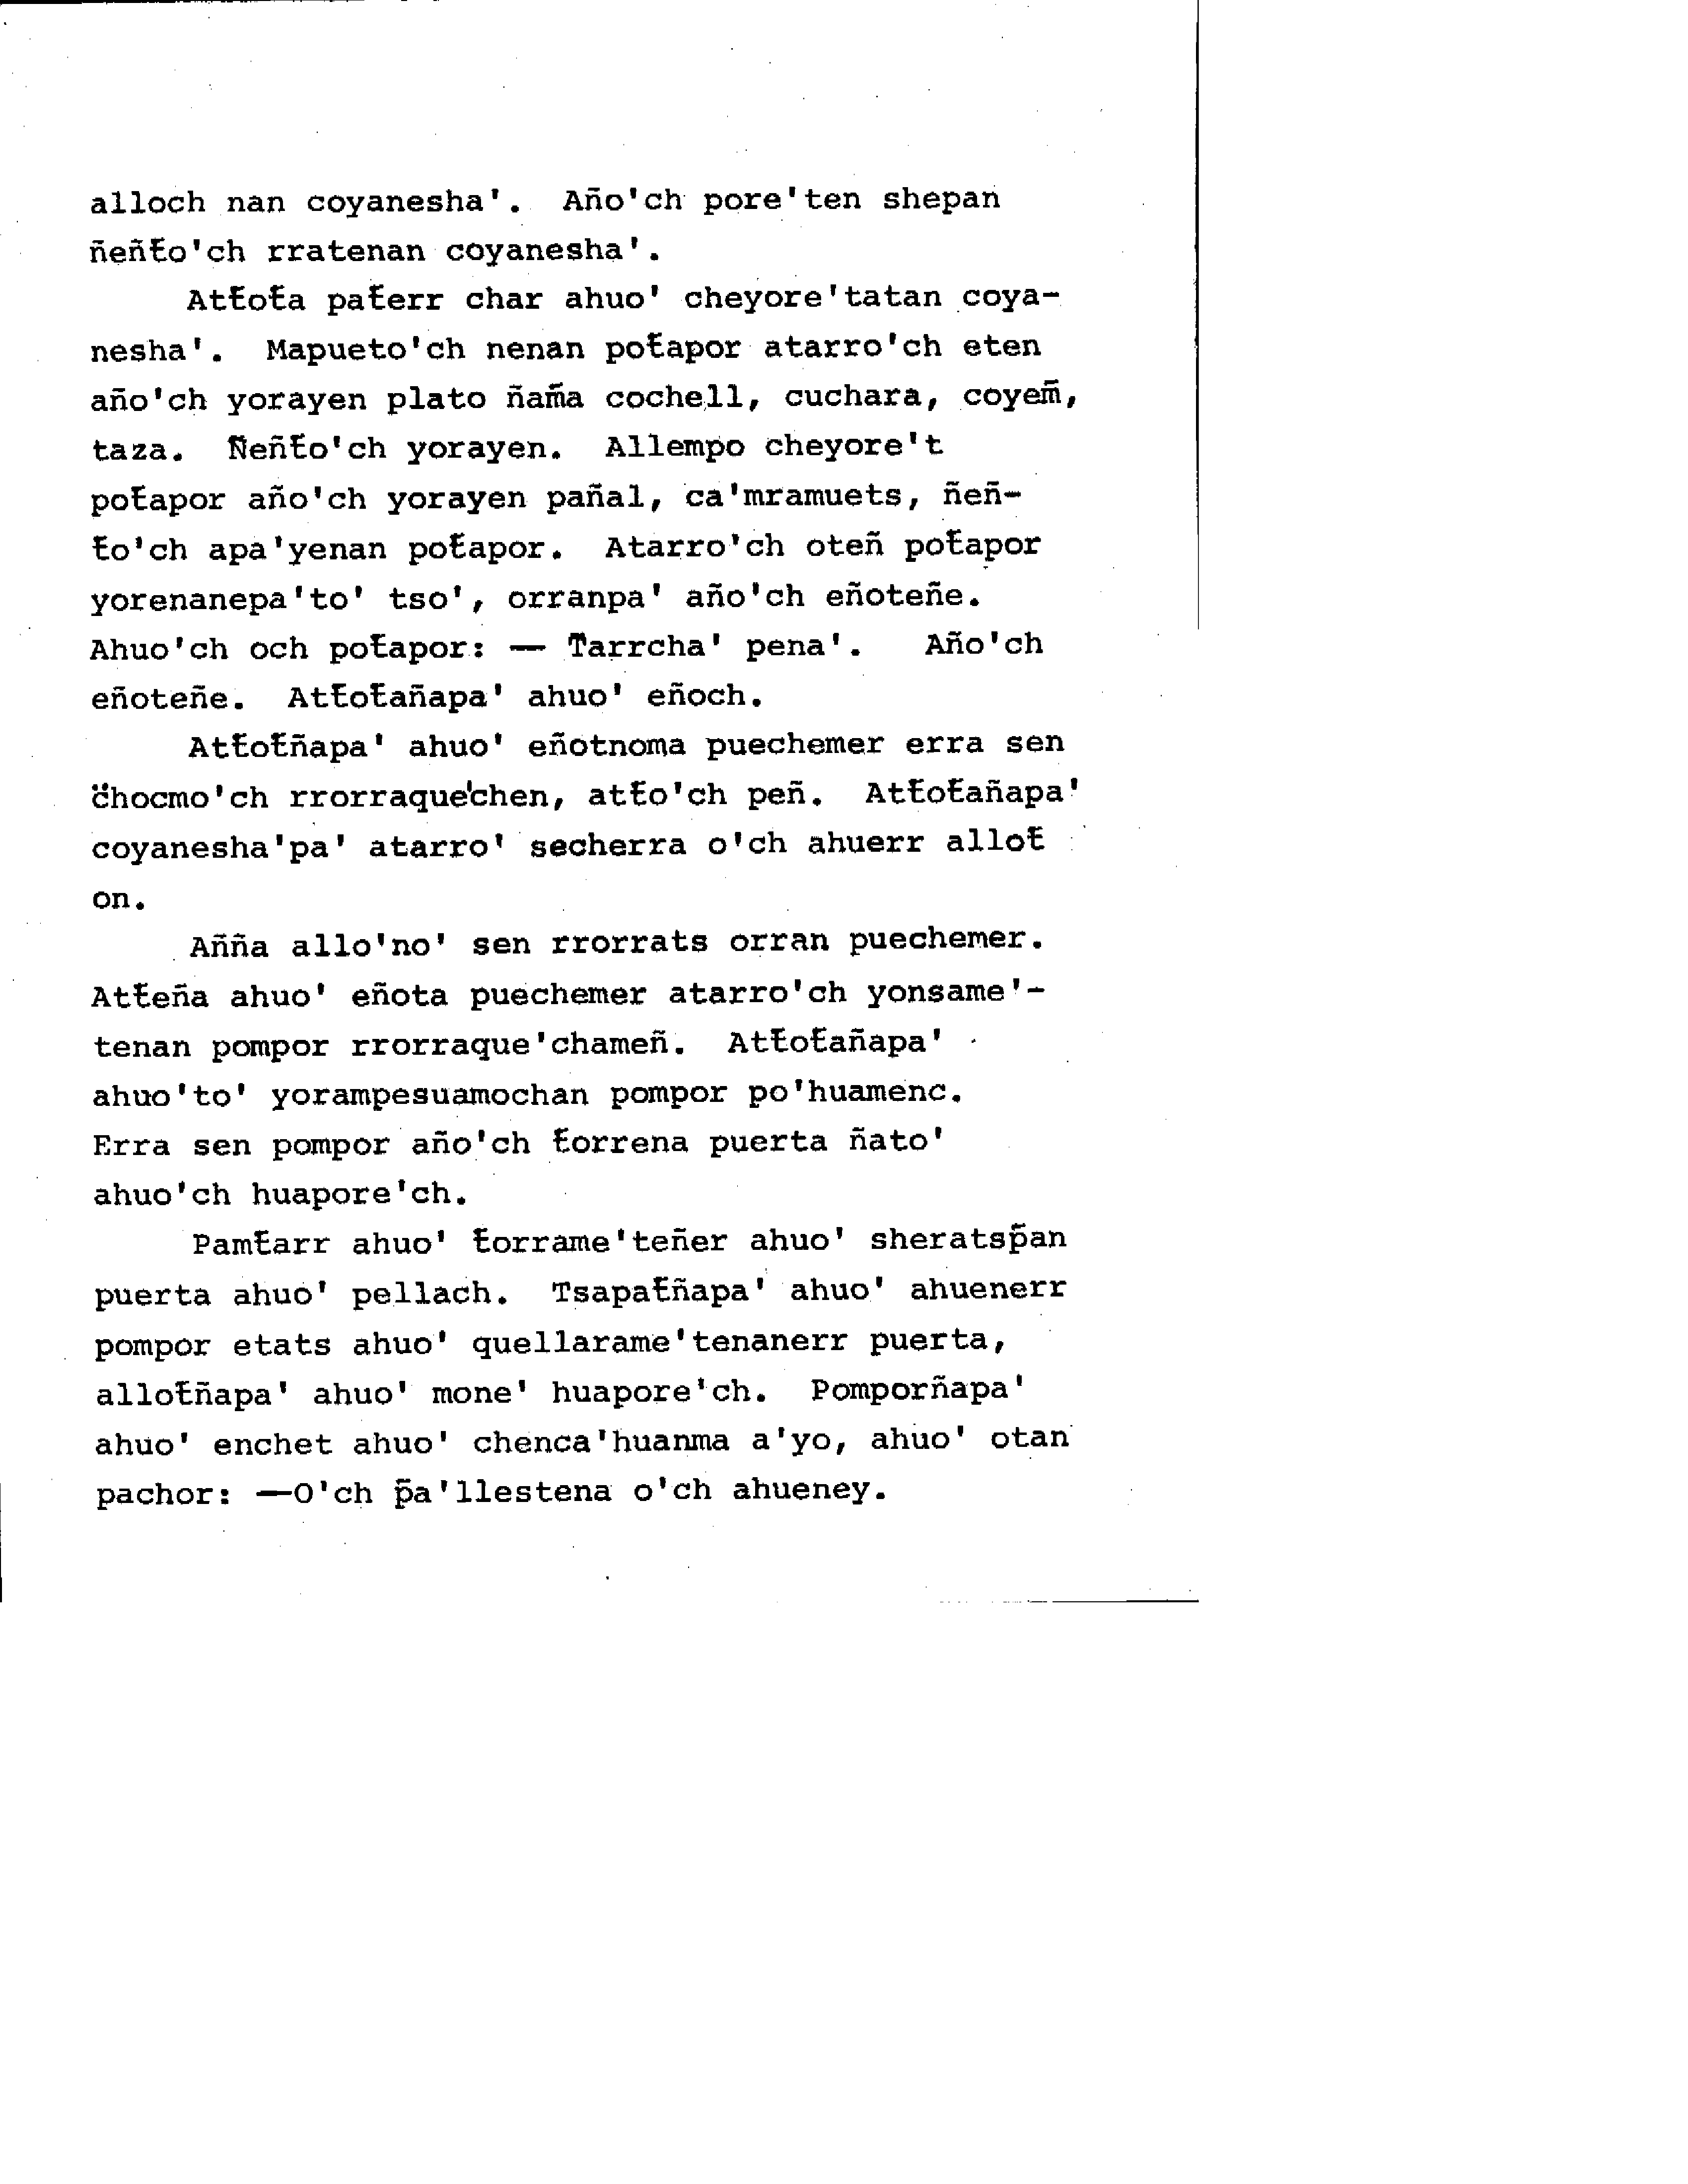 alloch nan coyanesha'. Año'ch pore'ten shepan
ñeñt̃o'ch rratenan coyanesha'.
Att̃ot̃a pat̃err char ahuo' cheyore'tatan coya-
nesha'. Mapueto'ch nenan pot̃apor atarro'ch eten
año'ch yorayen plato ñam̃a cochell, cuchara, coyem̃,
taza. Ñeñt̃o'ch yorayen. Allempo cheyore't
pot̃apor año'ch yorayen pañal, ca'mramuets, ñeñ-
t̃o'ch apa'yenan pot̃apor. Atarro'ch oteñ pot̃apor
yorenanepa'to' tso', orranpa' año'ch eñoteñe.
Ahuo'ch och pot̃apor: — Tarrcha' pena'. Año'ch
eñoteñe. Att̃ot̃añapa' ahuo' eñoch.
Att̃ot̃ñapa' ahuo' eñotnoma puechemer erra sen
c̈hocmo'ch rrorraque'chen, att̃o'ch peñ. Att̃ot̃añapa'
coyanesha'pa' atarro' secherra o'ch ahuerr allot̃
on.
Añña allo'no' sen rrorrats orran puechemer.
Att̃eña ahuo' eñota puechemer atarro'ch yonsame'-
tenan pompor rrorraque'chameñ. Att̃ot̃añapa'
ahuo'to' yorampesuamochan pompor po'huamenc.
Erra sen pompor año'ch t̃orrena puerta ñato'
ahuo'ch huapore'ch.
Pamt̃arr ahuo' t̃orrame'teñer ahuo' sheratsp̃an
puerta ahuo' pellach. Tsapat̃ñapa' ahuo' ahuenerr
pompor etats ahuo' quellarame'tenanerr puerta,
allot̃ñapa' ahuo' mone' huapore'ch. Pomporñapa'
ahuo' enchet ahuo' chenca'huanma a'yo, ahuo' otan
pachor: —O'ch p̃a'llestena o'ch ahueney.